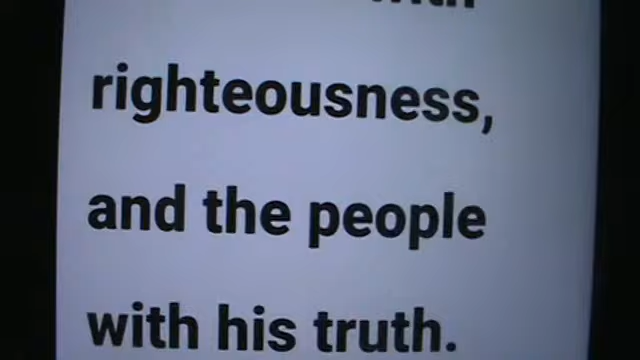 righteousness,
and the people
with his truth.